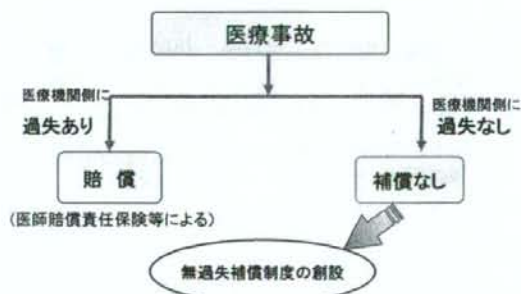 医療事故
医療機関側に
過失あり
医療機関側に
過失なし
賠 償
補償なし
(医師賠償責任保険等による)
無過失補償制度の創設